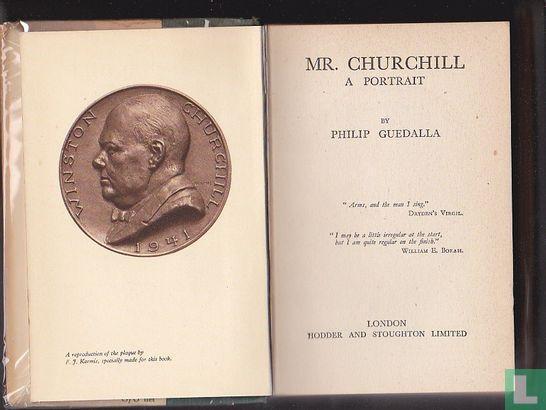 WINSTON CHURCHILL
1941
A reproduction of the plaque by
F. J. Kormis, specially made for this book.
MR. CHURCHILL
A PORTRAIT
BY
PHILIP GUEDALLA
" Arms, and the man I sing."
DRYDEN'S VIRGIL.
" I may be a little irregular at the start,
but I am quite regular on the finish."
WILLIAM E. BORAH.
LONDON
HODDER AND STOUGHTON LIMITED